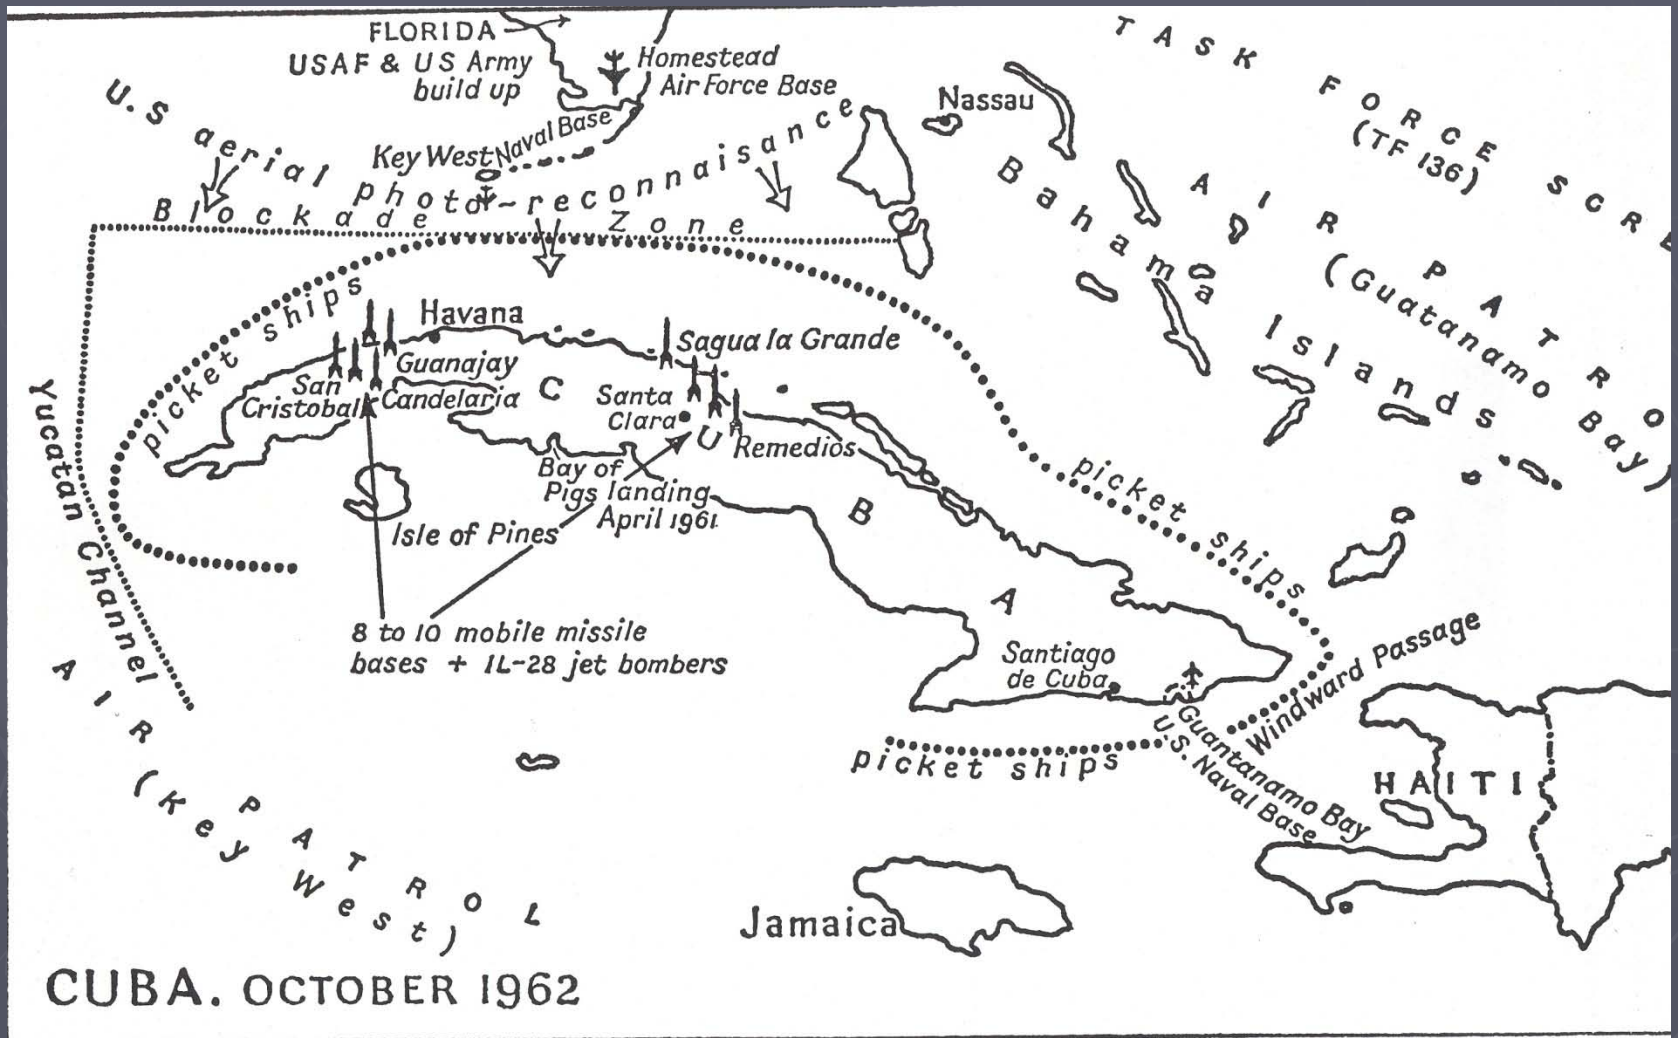 FLORIDA
USAF & US Army
build up
Homestead
Air Force Base
Key West Naval Base
U.S aerial photo-reconnaisance
Blockade Zone
Nassau
Bahama Islands
TASK FORCE SCRE
(TF 136)
AIR PATRO
(Guatanamo Bay)
picket ships
Havana
Guanajay
San
Cristobal
Candelaria
Sagua la Grande
Santa
Clara
Remedios
CUBA
Bay of
Pigs landing
April 1961
Isle of Pines
8 to 10 mobile missile
bases + IL-28 jet bombers
Yucatan Channel
picket ships
Santiago
de Cuba
Windward Passage
Guantanamo Bay
U.S. Naval Base
picket ships
HAITI
Jamaica
AIR PATROL
(Key West)
CUBA. OCTOBER 1962